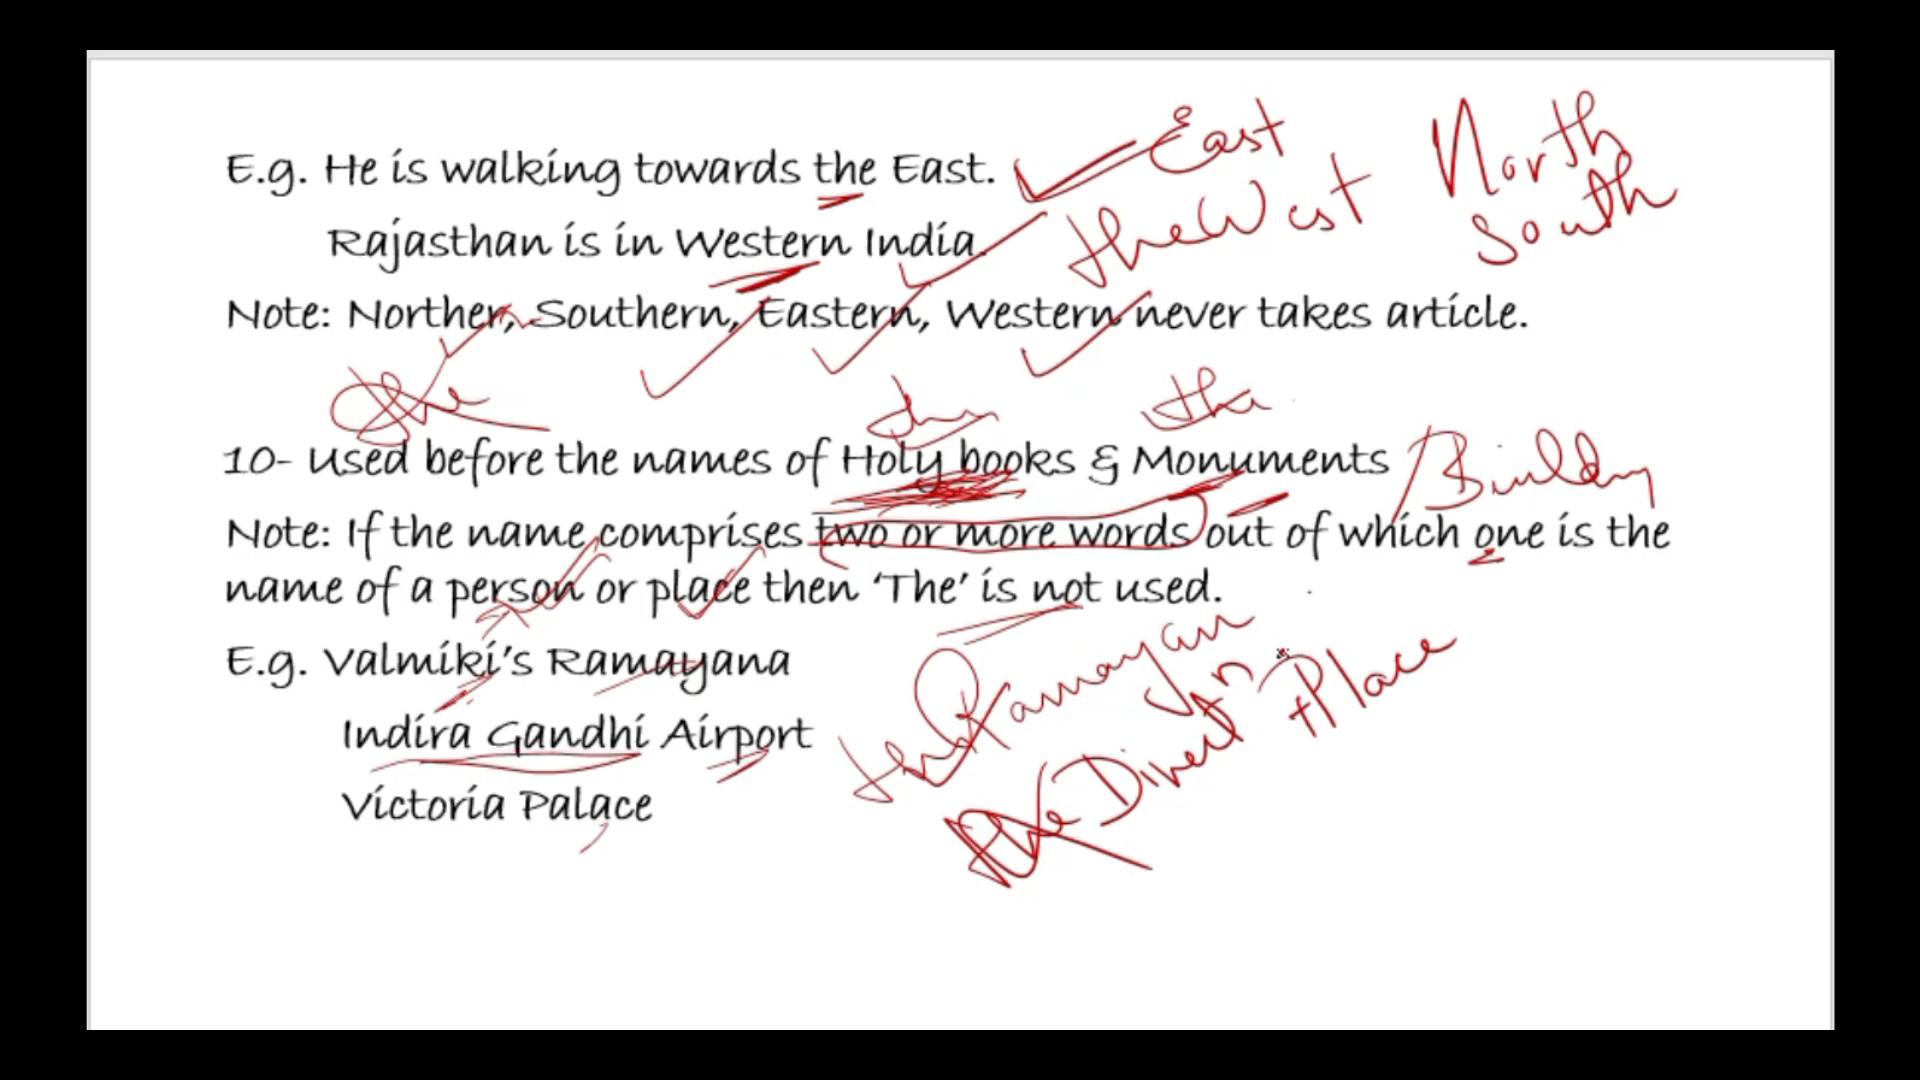 E.g. He is walking towards the East. East North
the West South
Rajasthan is in Western India.
Note: Norther, Southern, Eastern, Western never takes article.
the the
10- Used before the names of Holy books & Monuments /
Note: If the name comprises two or more words out of which one is the
name of a person or place then 'The' is not used.
E.g. Valmiki's Ramayana Ramayan
Indira Gandhi Airport the Place
Victoria Palace